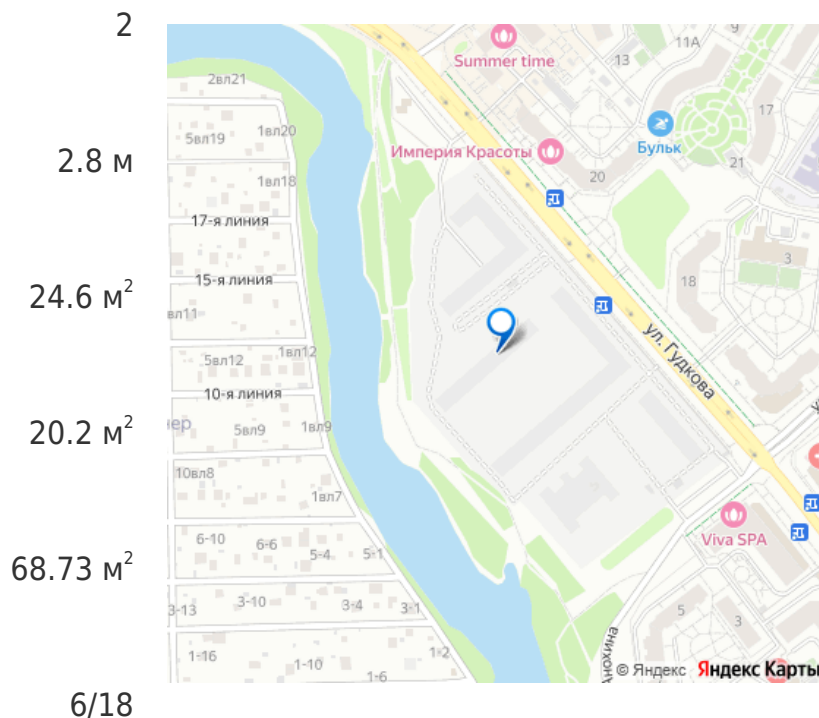 2
2.8 м
24.6 м²
20.2 м²
68.73 м²
6/18
Summer time
11А
9
13
17
2вл21
5вл19
1вл20
Империя Красоты
Бульк
21
20
1вл18
17-я линия
3
15-я линия
18
вл11
5вл12
1вл12
ул. Гудкова
10-я линия
нер
5вл9
1вл9
10вл8
1вл7
Viva SPA
6-10
6-6
5-4
5-1
3-13
3-10
3-4
3-1
5
3
1-16
1-10
1-6
1-2
Анохина
© Яндекс Яндекс Карты